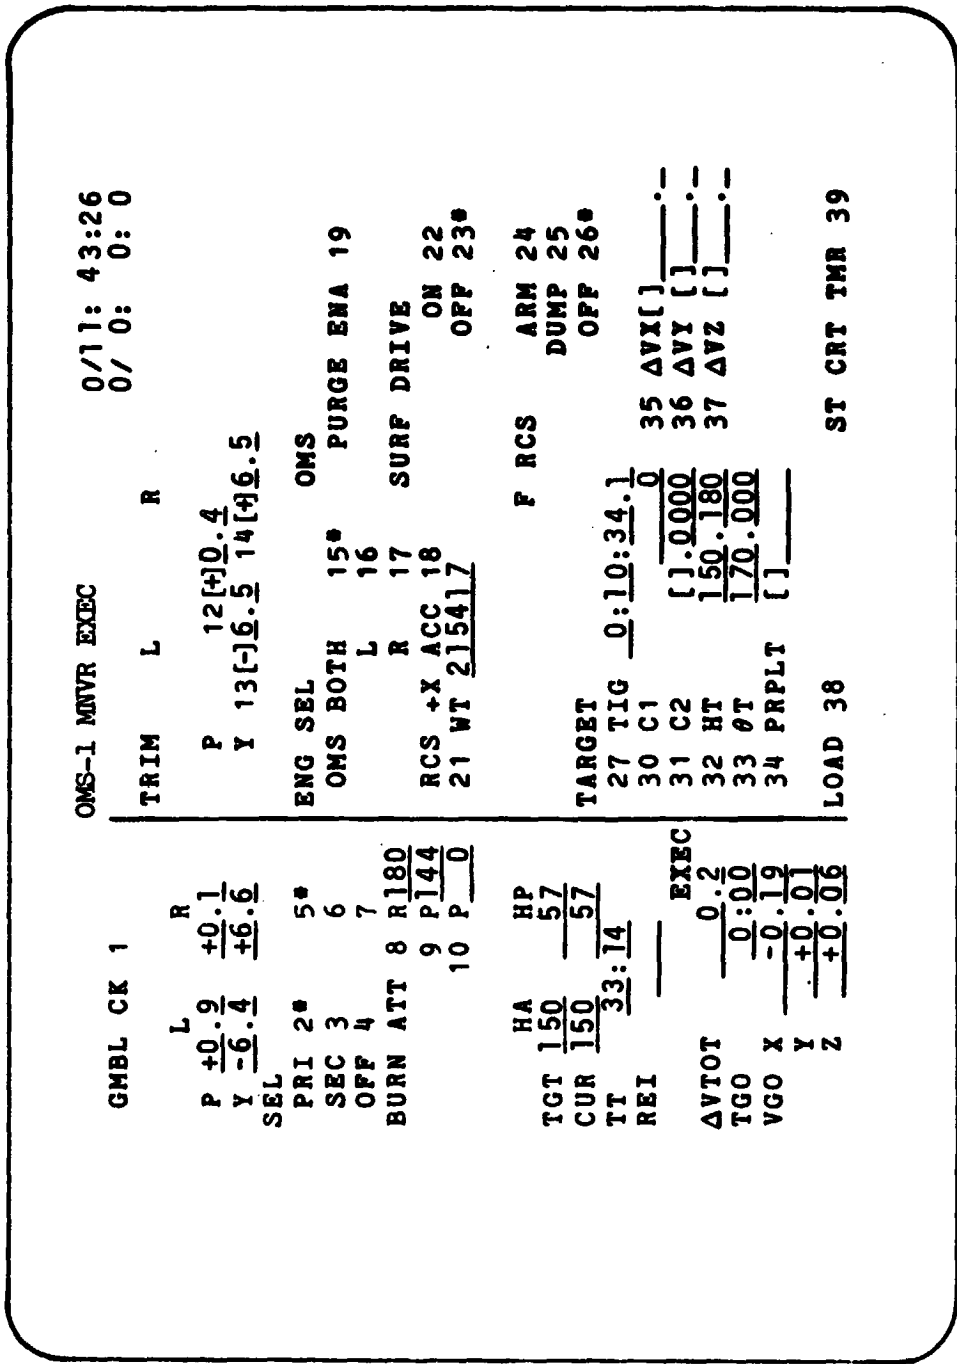 OMS-1 MNVR EXEC 0/11: 43:26
0/ 0: 0: 0
GMBL CK 1
L R
P +0.9 +0.1
Y -6.4 +6.6
SEL
PRI 2* 5*
SEC 3 6
OFF 4 7
BURN ATT 8 R180
9 P144
10 P 0
HA HP
TGT 150 57
CUR 150 57
TT 33:14
REI ____
EXEC
ΔVTOT 0.2
TGO 0:00
VGO X -0.19
Y +0.01
Z +0.06
TRIM L R
P 12[+]0.4
Y 13[-]6.5 14[+]6.5
ENG SEL OMS
OMS BOTH 15* PURGE ENA 19
L 16
R 17 SURF DRIVE
RCS +X ACC 18 ON 22
21 WT 215417 OFF 23*
F RCS ARM 24
DUMP 25
OFF 26*
TARGET
27 TIG 0:10:34.1
30 C1 0 35 ΔVX[]____._
31 C2 [].0000 36 ΔVY []___._
32 HT 150.180 37 ΔVZ []___._
33 θT 170.000
34 PRPLT []____
LOAD 38 ST CRT TMR 39